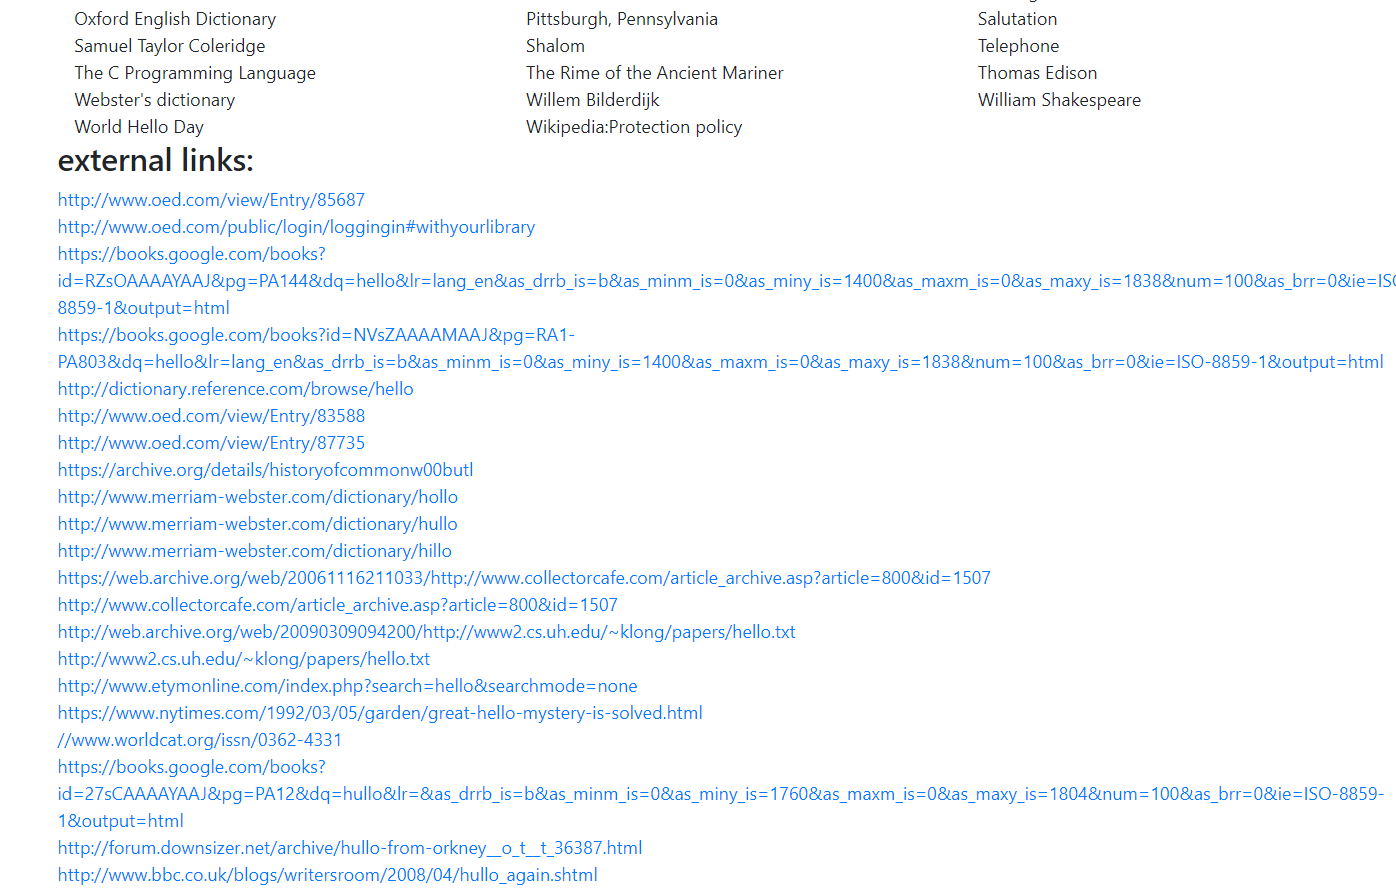 Oxford English Dictionary Pittsburgh, Pennsylvania Salutation
Samuel Taylor Coleridge Shalom Telephone
The C Programming Language The Rime of the Ancient Mariner Thomas Edison
Webster's dictionary Willem Bilderdijk William Shakespeare
World Hello Day Wikipedia:Protection policy
external links:
http://www.oed.com/view/Entry/85687
http://www.oed.com/public/login/loggingin#withyourlibrary
https://books.google.com/books?
id=RZsOAAAAYAAJ&pg=PA144&dq=hello&lr=lang_en&as_drrb_is=b&as_minm_is=0&as_miny_is=1400&as_maxm_is=0&as_maxy_is=1838&num=100&as_brr=0&ie=ISO
8859-1&output=html
https://books.google.com/books?id=NVsZAAAAMAAJ&pg=RA1-
PA803&dq=hello&lr=lang_en&as_drrb_is=b&as_minm_is=0&as_miny_is=1400&as_maxm_is=0&as_maxy_is=1838&num=100&as_brr=0&ie=ISO-8859-1&output=html
http://dictionary.reference.com/browse/hello
http://www.oed.com/view/Entry/83588
http://www.oed.com/view/Entry/87735
https://archive.org/details/historyofcommonw00butl
http://www.merriam-webster.com/dictionary/hollo
http://www.merriam-webster.com/dictionary/hullo
http://www.merriam-webster.com/dictionary/hillo
https://web.archive.org/web/20061116211033/http://www.collectorcafe.com/article_archive.asp?article=800&id=1507
http://www.collectorcafe.com/article_archive.asp?article=800&id=1507
http://web.archive.org/web/20090309094200/http://www2.cs.uh.edu/~klong/papers/hello.txt
http://www2.cs.uh.edu/~klong/papers/hello.txt
http://www.etymonline.com/index.php?search=hello&searchmode=none
https://www.nytimes.com/1992/03/05/garden/great-hello-mystery-is-solved.html
//www.worldcat.org/issn/0362-4331
https://books.google.com/books?
id=27sCAAAAYAAJ&pg=PA12&dq=hullo&lr=&as_drrb_is=b&as_minm_is=0&as_miny_is=1760&as_maxm_is=0&as_maxy_is=1804&num=100&as_brr=0&ie=ISO-8859-
1&output=html
http://forum.downsizer.net/archive/hullo-from-orkney__o_t__t_36387.html
http://www.bbc.co.uk/blogs/writersroom/2008/04/hullo_again.shtml